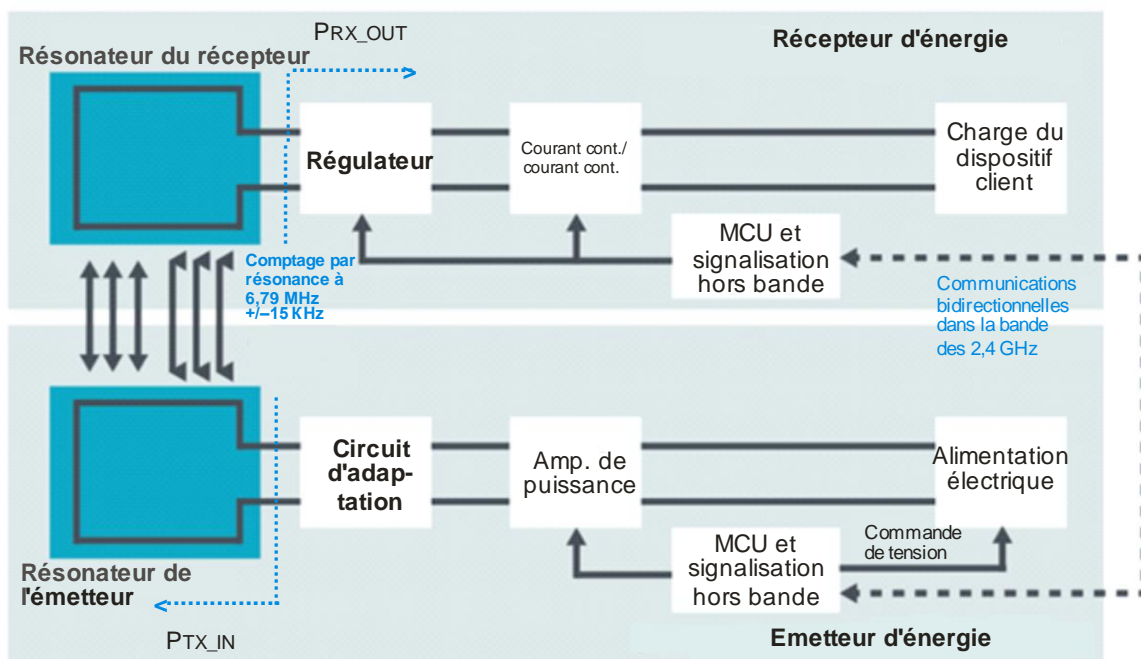 PRX_OUT
Récepteur d'énergie
Résonateur du récepteur
Régulateur
Courant cont./
courant cont.
Charge du
dispositif
client
MCU et
signalisation
hors bande
Comptage par
résonance à
6,79 MHz
+/–15 KHz
Communications
bidirectionnelles
dans la bande
des 2,4 GHz
Circuit
d'adap-
tation
Amp. de
puissance
Alimentation
électrique
MCU et
signalisation
hors bande
Commande
de tension
Résonateur de
l'émetteur
PTX_IN
Emetteur d'énergie